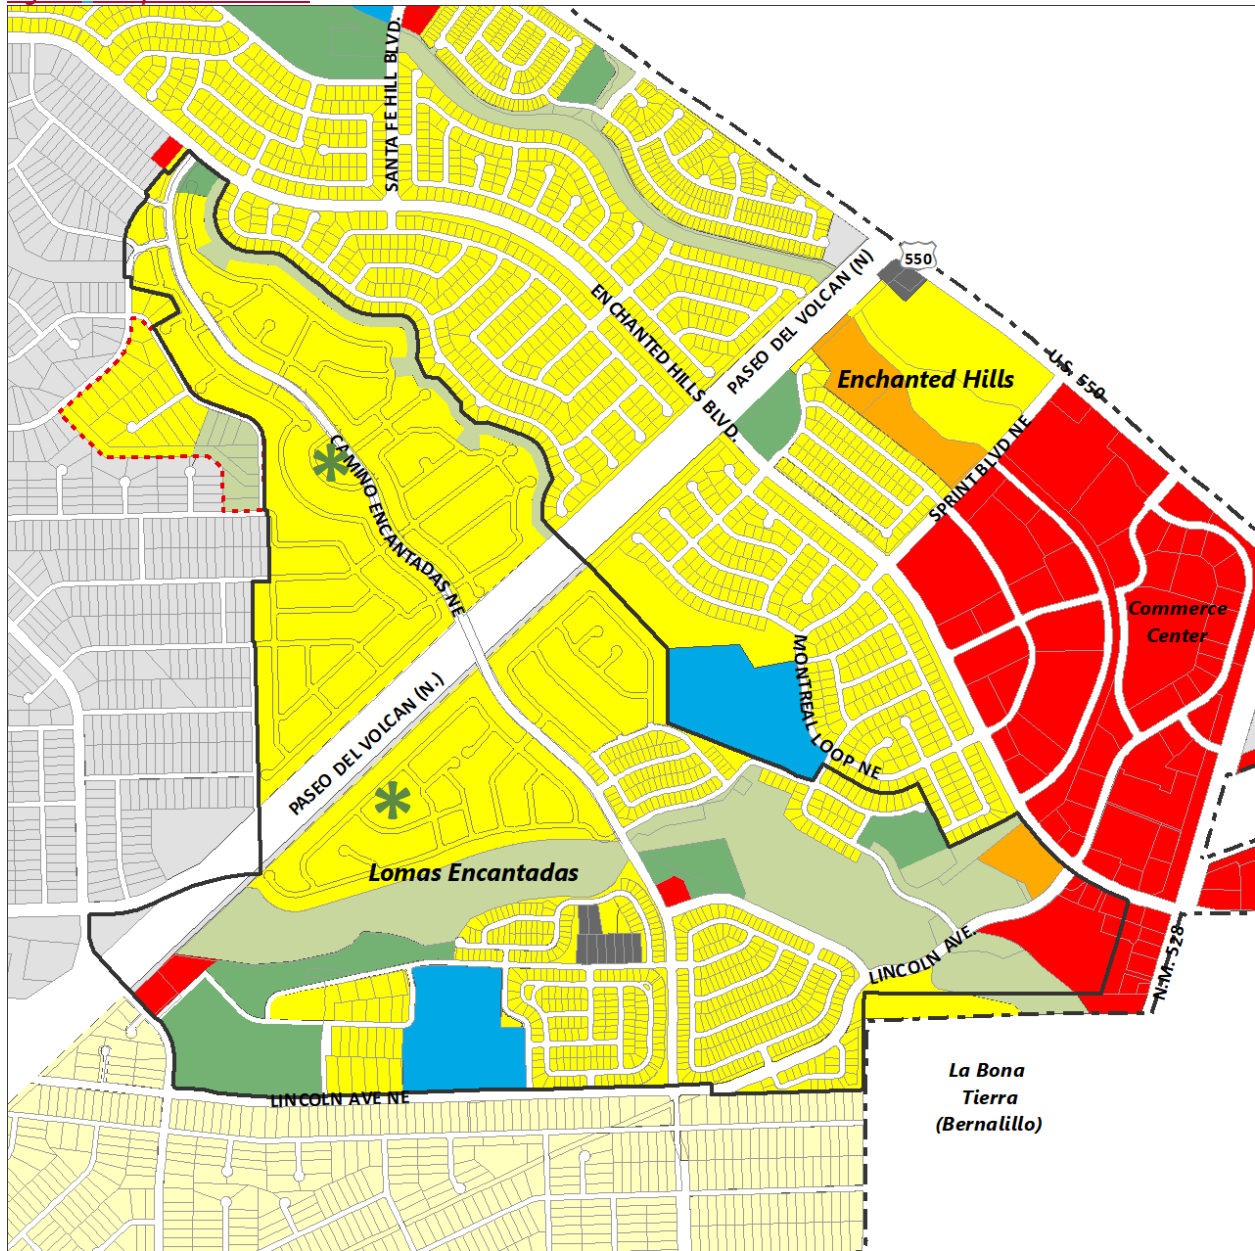 SANTA FE HILL BLVD.
550
PASEO DEL VOLCAN (N)
ENCHANTED HILLS BLVD.
U.S. 550
Enchanted Hills
SPRINT BLVD NE
CAMINO ENCANTADAS NE
Commerce
Center
MONTREAL LOOP NE
PASEO DEL VOLCAN (N.)
Lomas Encantadas
LINCOLN AVE.
N.M. 528
La Bona
Tierra
(Bernalillo)
LINCOLN AVE NE